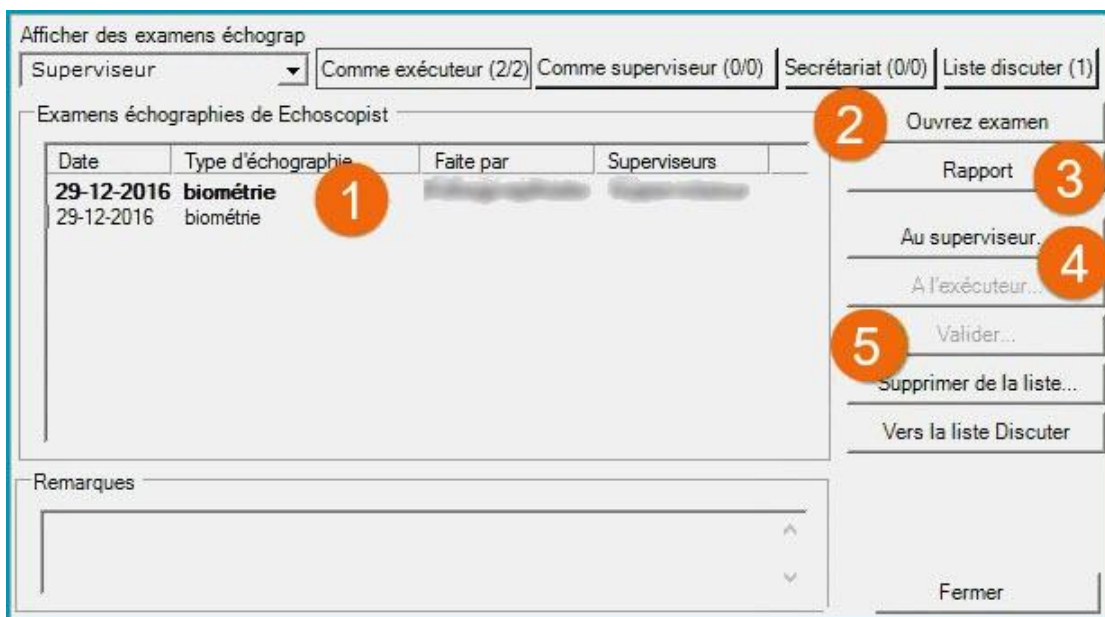 Afficher des examens échograp
Superviseur
Comme exécuteur (2/2) Comme superviseur (0/0) Secrétariat (0/0) Liste discuter (1)
Examens échographies de Echoscopist
Date Type d'échographie Faite par Superviseurs
29-12-2016 biométrie
29-12-2016 biométrie
1
2
Ouvrez examen
Rapport
3
Au superviseur...
4
A l'exécuteur...
Valider...
5
Supprimer de la liste...
Vers la liste Discuter
Remarques
Fermer